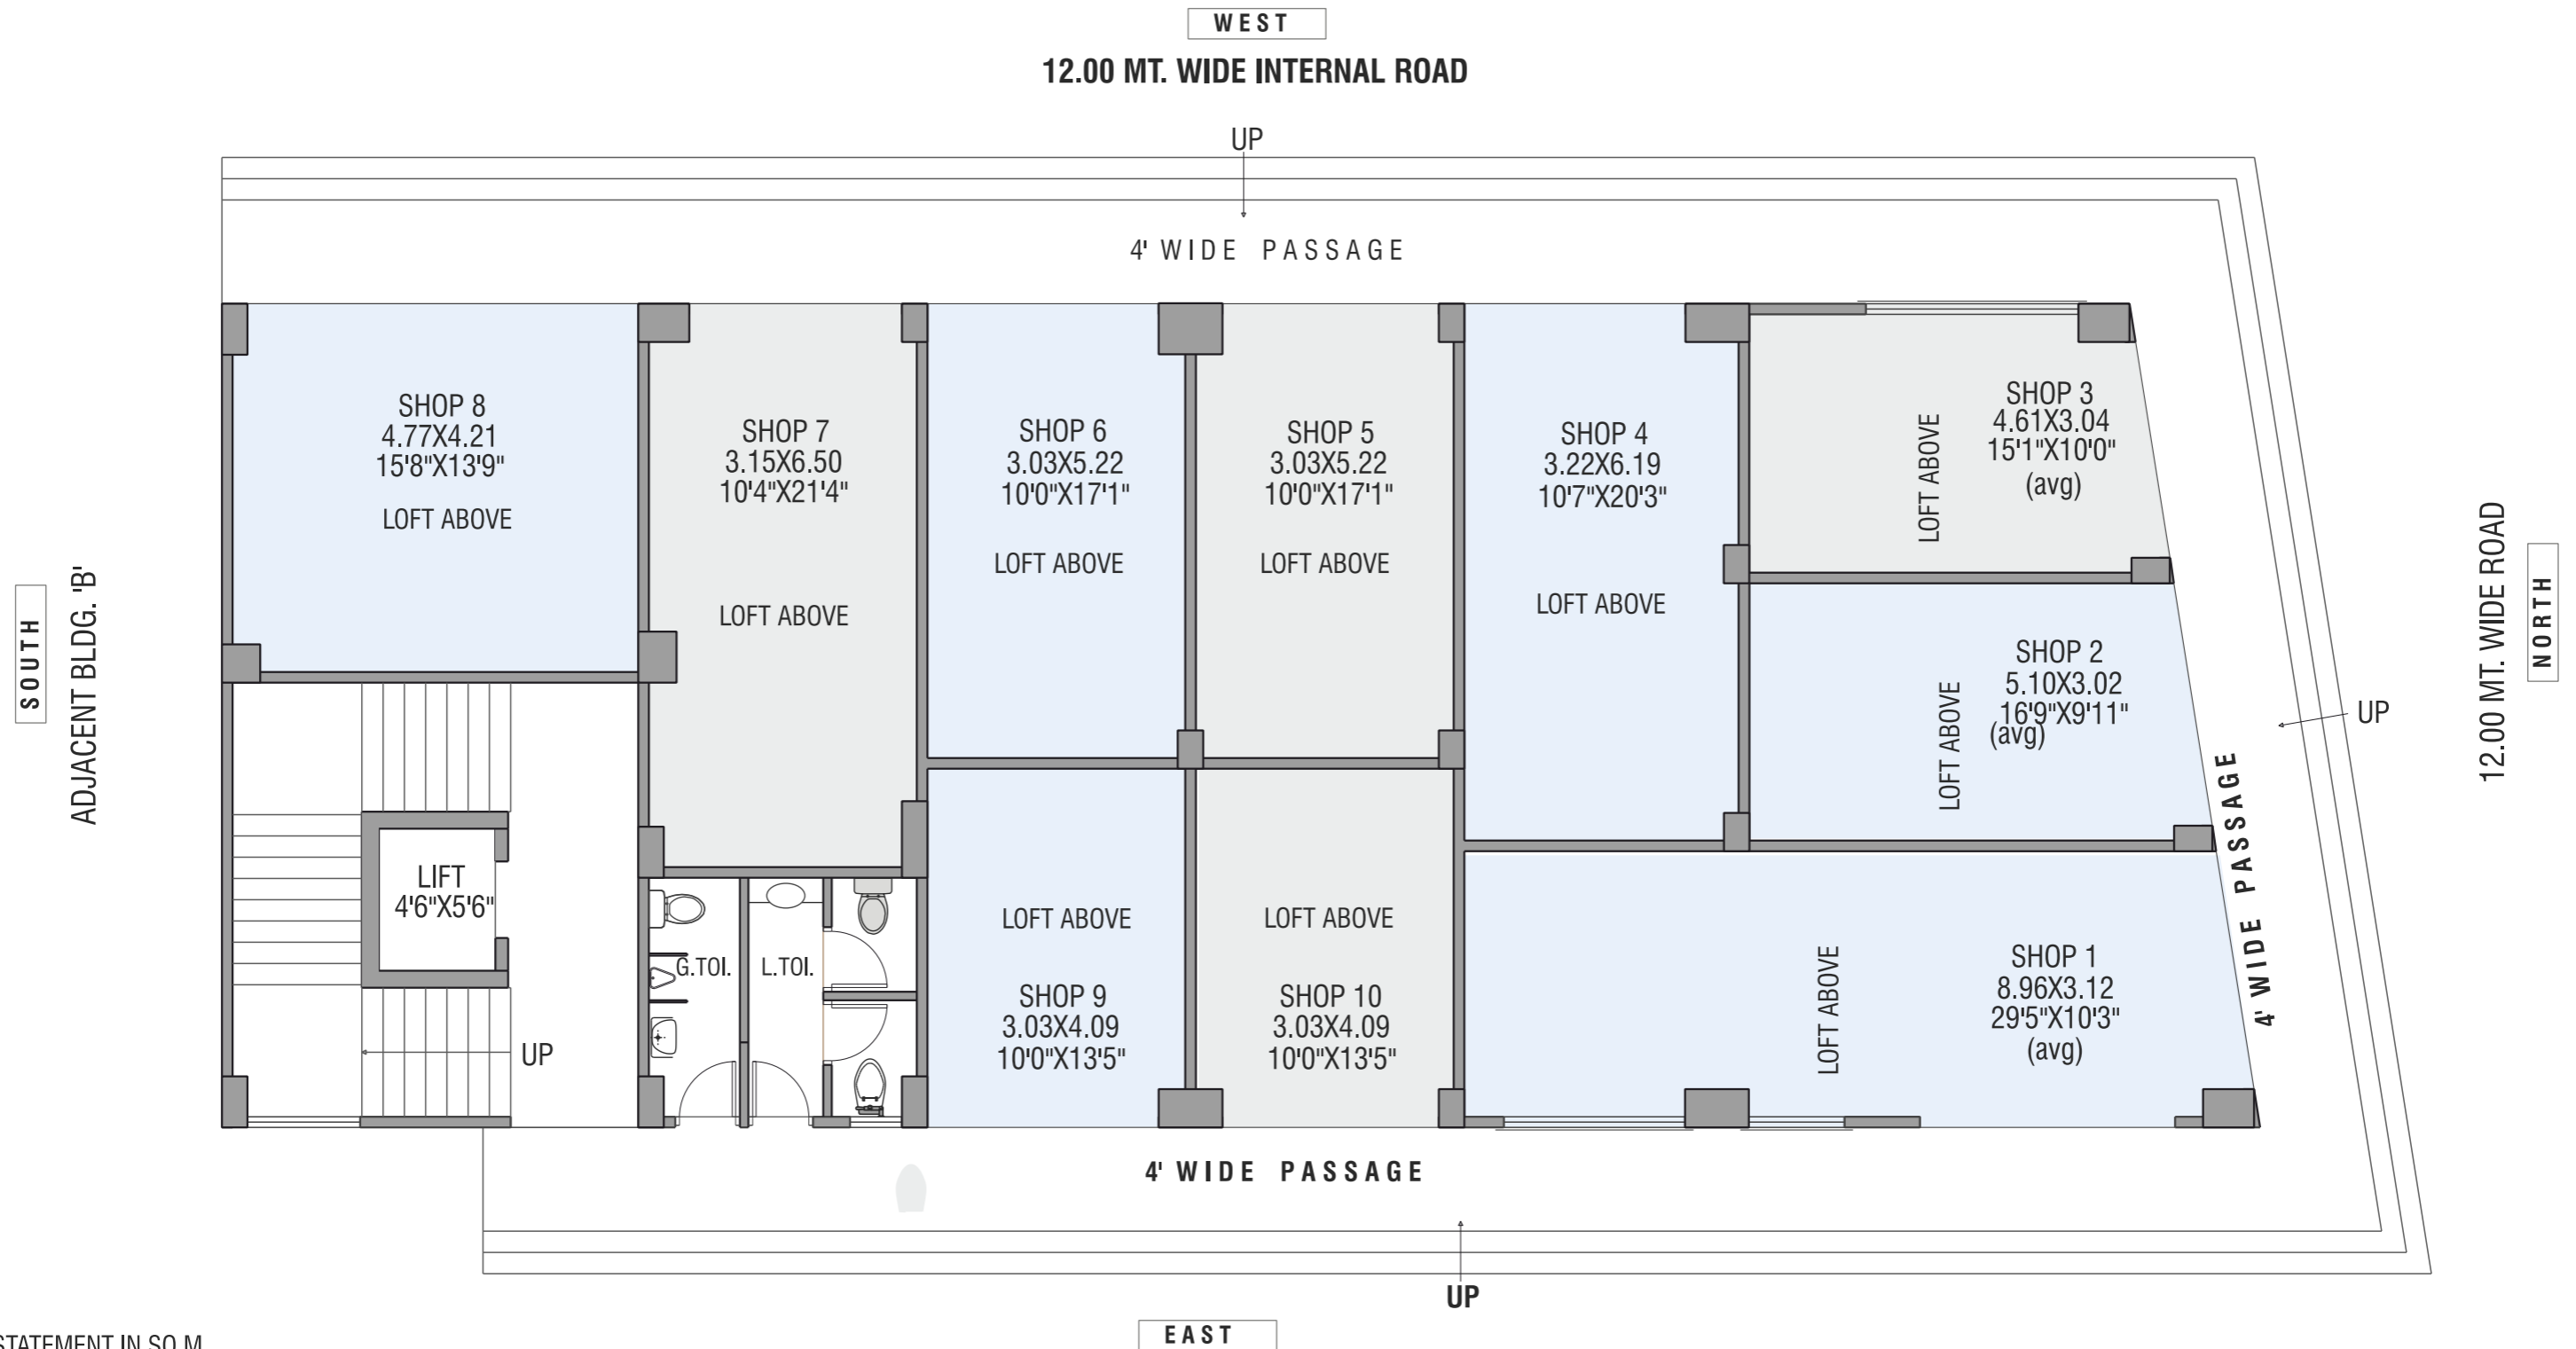 WEST
12.00 MT. WIDE INTERNAL ROAD
UP
4' WIDE PASSAGE
SHOP 8
4.77X4.21
15'8"X13'9"
LOFT ABOVE
SHOP 7
3.15X6.50
10'4"X21'4"
LOFT ABOVE
SHOP 6
3.03X5.22
10'0"X17'1"
LOFT ABOVE
SHOP 5
3.03X5.22
10'0"X17'1"
LOFT ABOVE
SHOP 4
3.22X6.19
10'7"X20'3"
LOFT ABOVE
SHOP 3
4.61X3.04
15'1"X10'0"
(avg)
LOFT ABOVE
SHOP 2
5.10X3.02
16'9"X9'11"
(avg)
LOFT ABOVE
SOUTH
ADJACENT BLDG. 'B'
12.00 MT. WIDE ROAD
NORTH
UP
4' WIDE PASSAGE
LIFT
4'6"X5'6"
UP
G.TOI.
L.TOI.
LOFT ABOVE
SHOP 9
3.03X4.09
10'0"X13'5"
LOFT ABOVE
SHOP 10
3.03X4.09
10'0"X13'5"
LOFT ABOVE
SHOP 1
8.96X3.12
29'5"X10'3"
(avg)
4' WIDE PASSAGE
UP
EAST
STATEMENT IN SQ.M